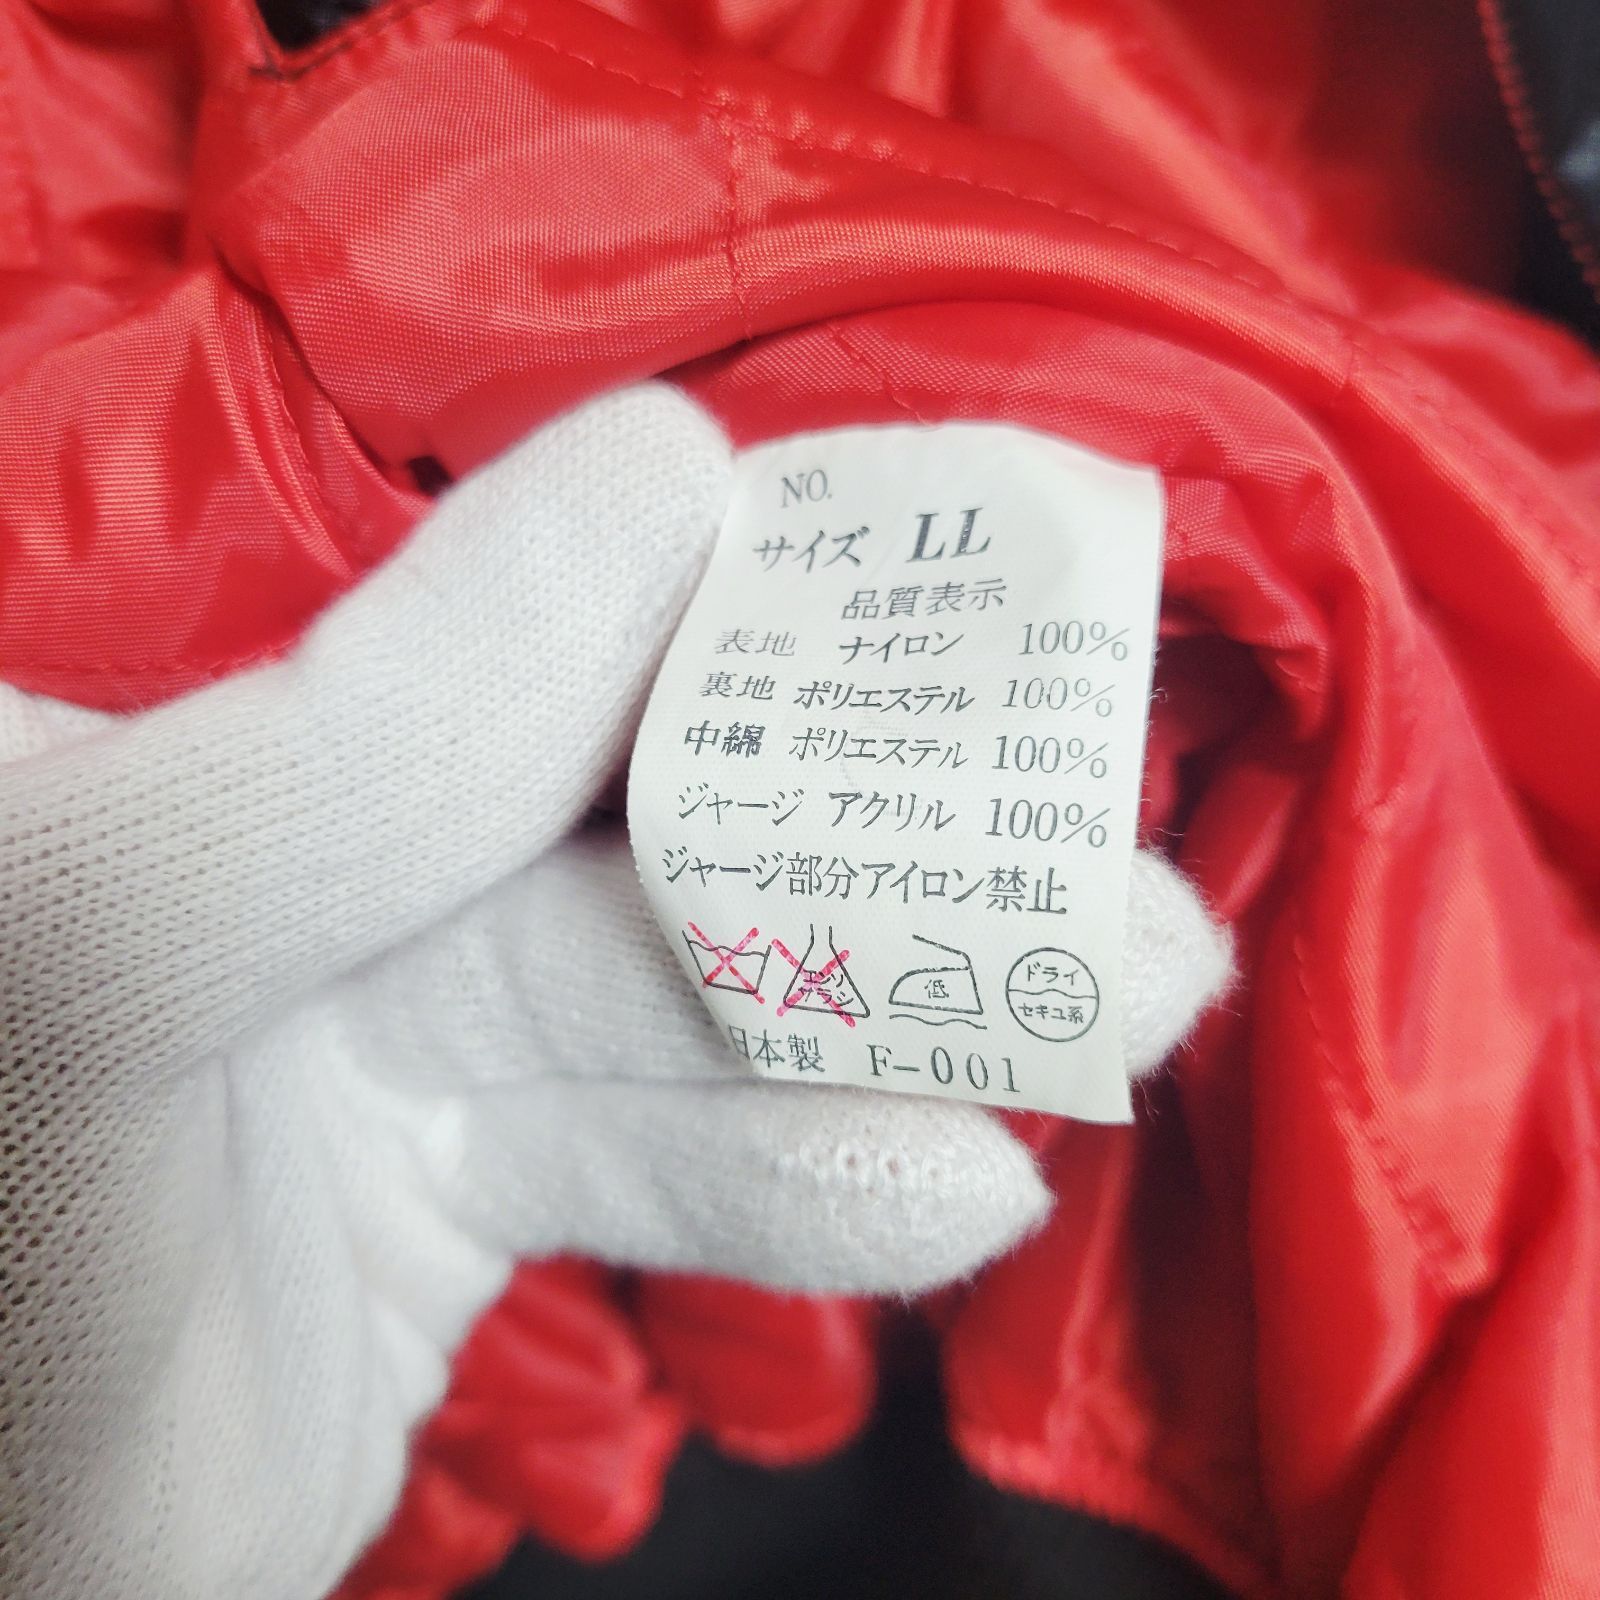 NO.
サイズ LL
品質表示
表地 ナイロン 100%
裏地 ポリエステル 100%
中綿 ポリエステル 100%
ジャージ アクリル 100%
ジャージ部分アイロン禁止
エンソ
サラシ
低
ドライ
セキユ系
日本製 F-001